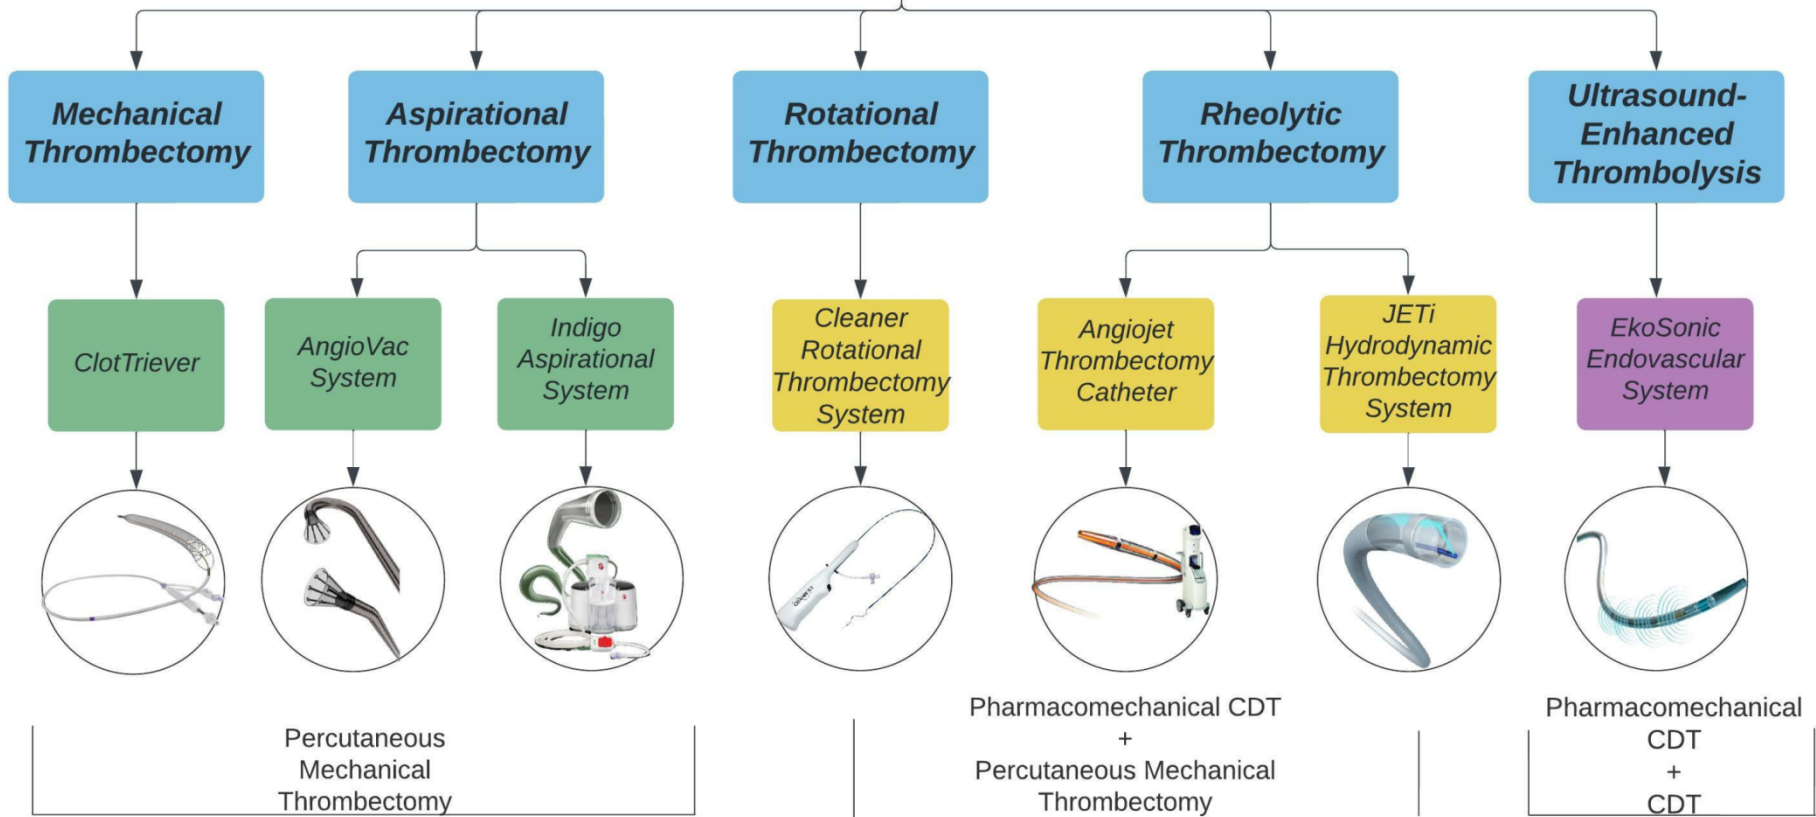 Mechanical
Thrombectomy
Aspirational
Thrombectomy
Rotational
Thrombectomy
Rheolytic
Thrombectomy
Ultrasound-
Enhanced
Thrombolysis
ClotTriever
AngioVac
System
Indigo
Aspirational
System
Cleaner
Rotational
Thrombectomy
System
Angiojet
Thrombectomy
Catheter
JETi
Hydrodynamic
Thrombectomy
System
EkoSonic
Endovascular
System
Percutaneous
Mechanical
Thrombectomy
Pharmacomechanical CDT
+
Percutaneous Mechanical
Thrombectomy
Pharmacomechanical
CDT
+
CDT